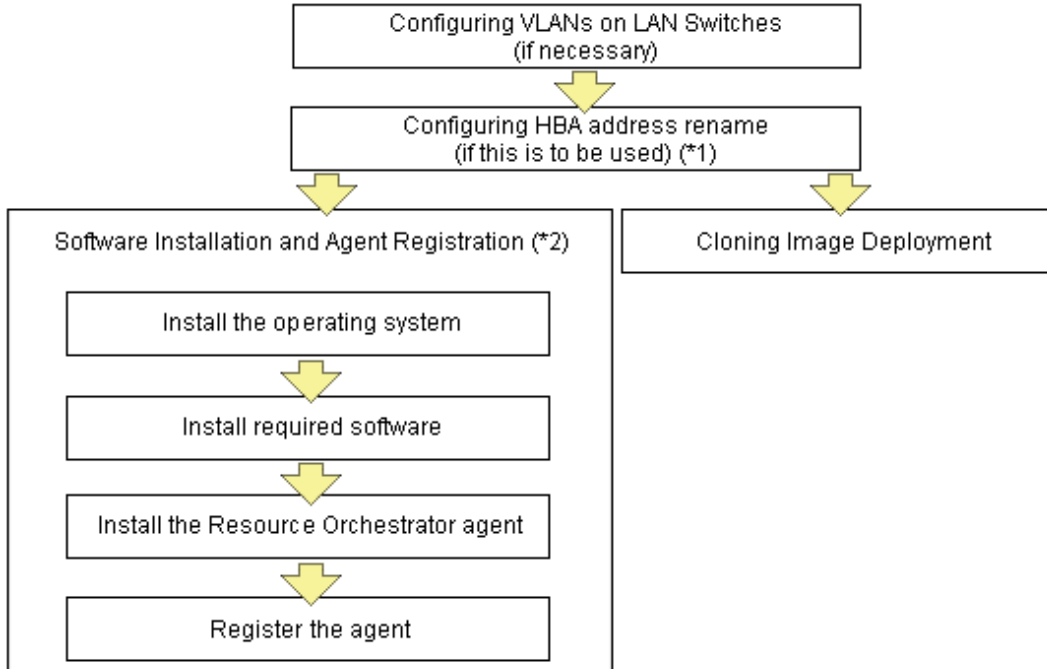 Configuring VLANs on LAN Switches
(if necessary)
Configuring HBA address rename
(if this is to be used) (*1)
Software Installation and Agent Registration (*2)
Install the operating system
Install required software
Install the Resource Orchestrator agent
Register the agent
Cloning Image Deployment